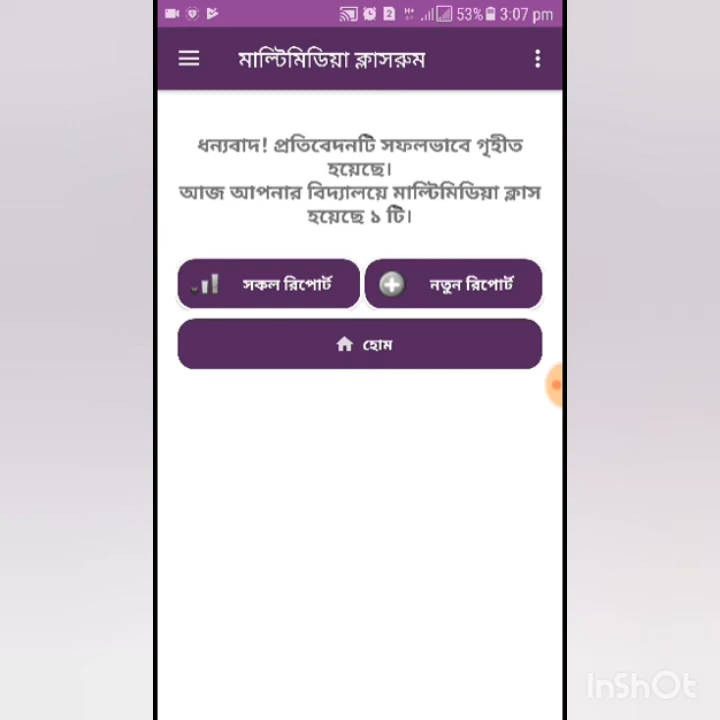 53% 3:07 pm
মাল্টিমিডিয়া ক্লাসরুম
ধন্যবাদ! প্রতিবেদনটি সফলভাবে গৃহীত
হয়েছে।
আজ আপনার বিদ্যালয়ে মাল্টিমিডিয়া ক্লাস
হয়েছে ১ টি।
সকল রিপোর্ট
নতুন রিপোর্ট
হোম
InShOt